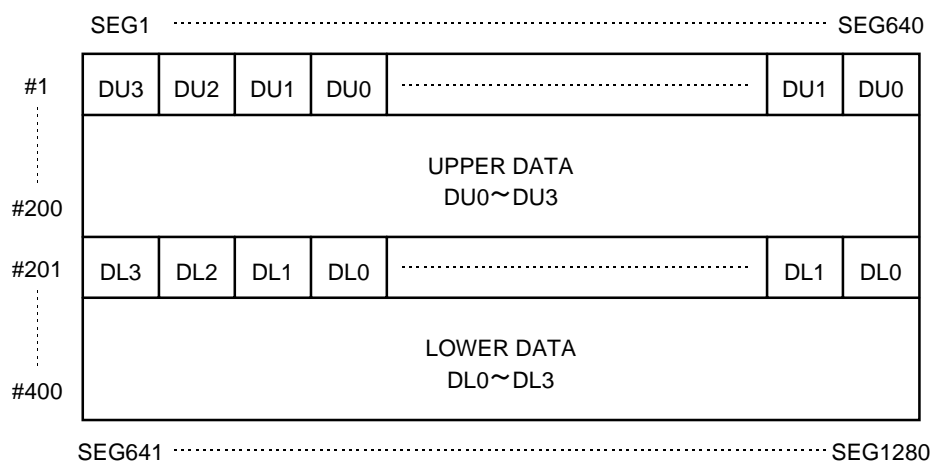 SEG1 SEG640
#1 DU3 DU2 DU1 DU0 DU1 DU0
UPPER DATA
DU0~DU3
#200
#201 DL3 DL2 DL1 DL0 DL1 DL0
LOWER DATA
DL0~DL3
#400
SEG641 SEG1280